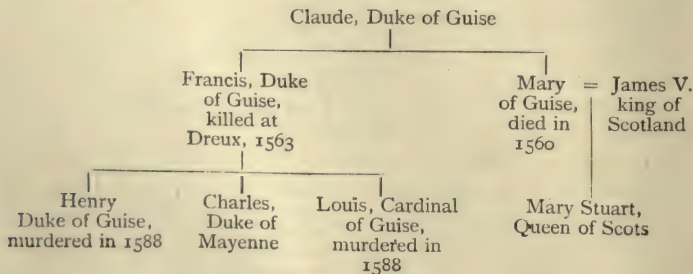 Claude, Duke of Guise
Francis, Duke
of Guise,
killed at
Dreux, 1563
Mary = James V.
of Guise, king of
died in Scotland
1560
Henry
Duke of Guise,
murdered in 1588
Charles,
Duke of
Mayenne
Louis, Cardinal
of Guise,
murdered in
1588
Mary Stuart,
Queen of Scots